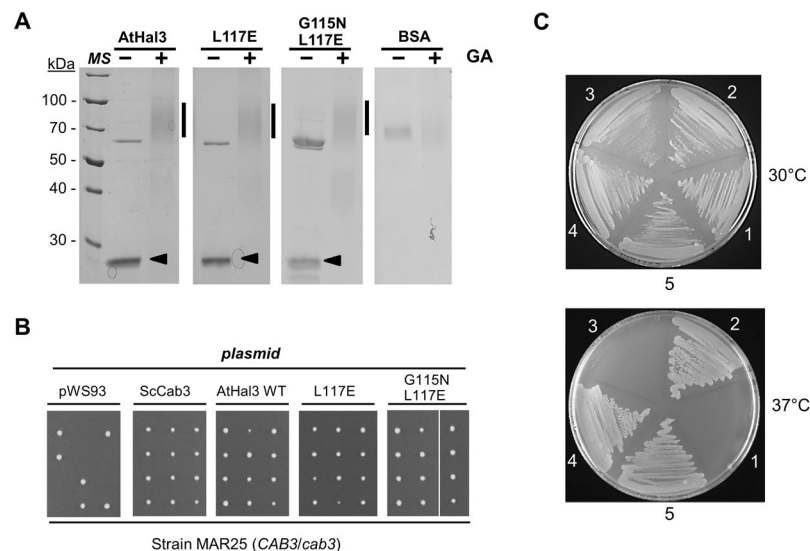 A
AtHal3 L117E G115N L117E BSA
MS − + − + − + − + GA
kDa
100 -
70 -
50 -
40 -
30 -
B
plasmid
pWS93 ScCab3 AtHal3 WT L117E G115N L117E
Strain MAR25 (CAB3/cab3)
C
3 2
30°C
4 1
5
3 2
37°C
4 1
5